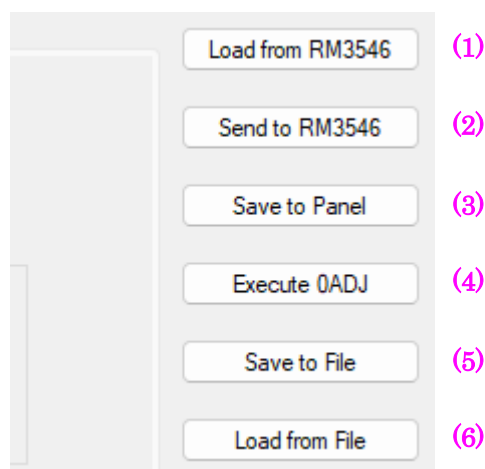 Load from RM3546 (1)
Send to RM3546 (2)
Save to Panel (3)
Execute 0ADJ (4)
Save to File (5)
Load from File (6)